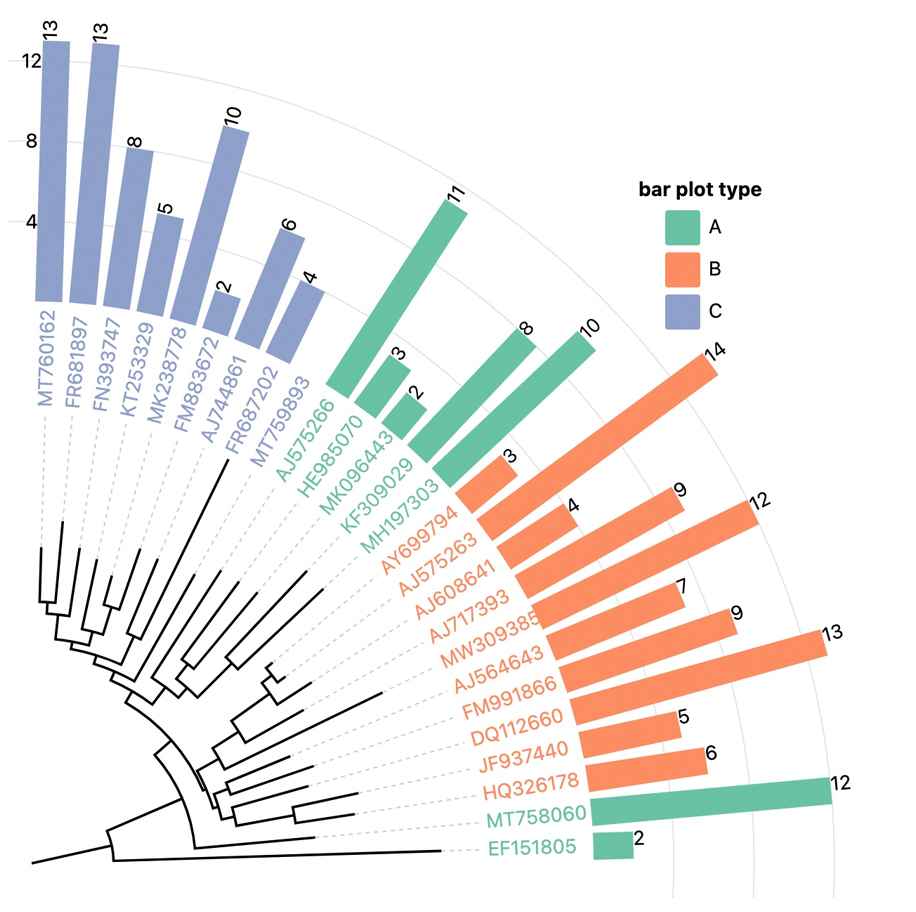 13
13
8
5
10
2
6
4
11
3
2
8
10
3
14
4
9
12
7
9
13
5
6
12
2
12
8
4
bar plot type
A
B
C
MT760162
FR681897
FN393747
KT253329
MK238778
FM883672
AJ744861
FR687202
MT759893
AJ575266
HE985070
MK096443
KF309029
MH197303
AY699794
AJ575263
AJ608641
AJ717393
MW309385
AJ564643
FM991866
DQ112660
JF937440
HQ326178
MT758060
EF151805